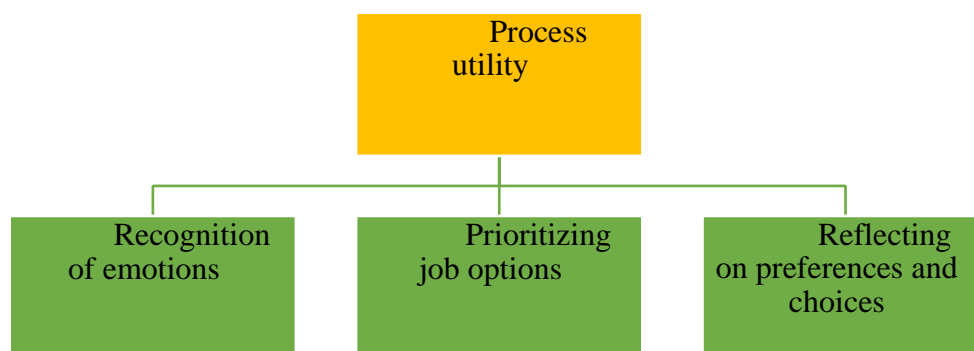 Process
utility
Recognition
of emotions
Prioritizing
job options
Reflecting
on preferences and
choices